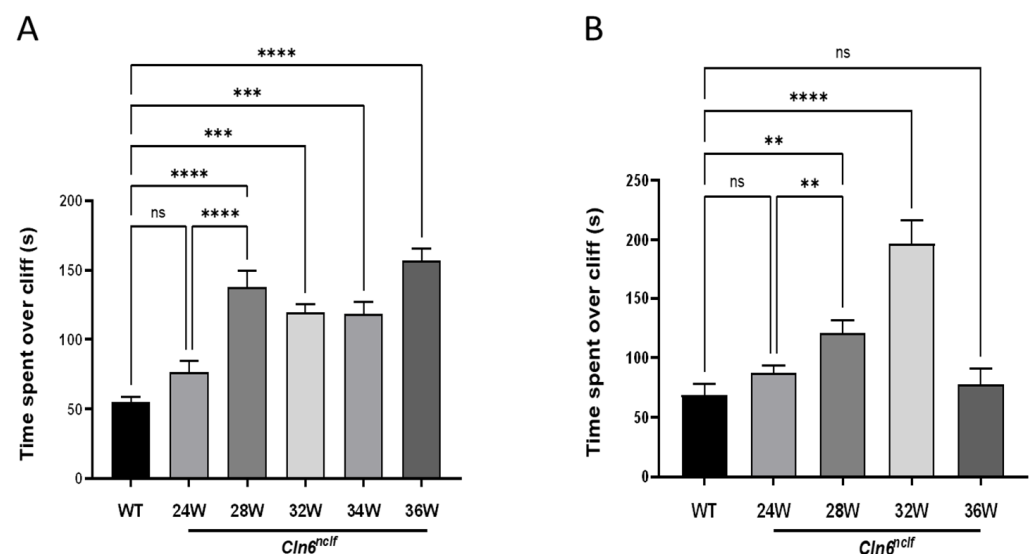 A
****
***
***
****
ns ****
Time spent over cliff (s)
200
150
100
50
0
WT 24W 28W 32W 34W 36W
Cln6nclf
B
ns
****
**
ns **
Time spent over cliff (s)
250
200
150
100
50
0
WT 24W 28W 32W 36W
Cln6nclf